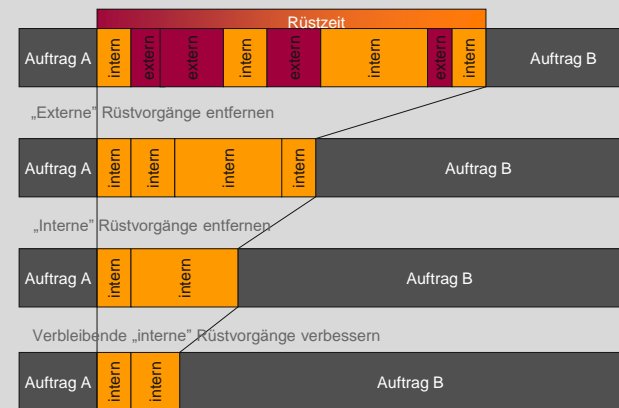 Rüstzeit
Auftrag A intern extern extern intern extern intern extern intern Auftrag B
„Externe” Rüstvorgänge entfernen
Auftrag A intern intern intern intern Auftrag B
„Interne” Rüstvorgänge entfernen
Auftrag A intern intern Auftrag B
Verbleibende „interne” Rüstvorgänge verbessern
Auftrag A intern intern Auftrag B